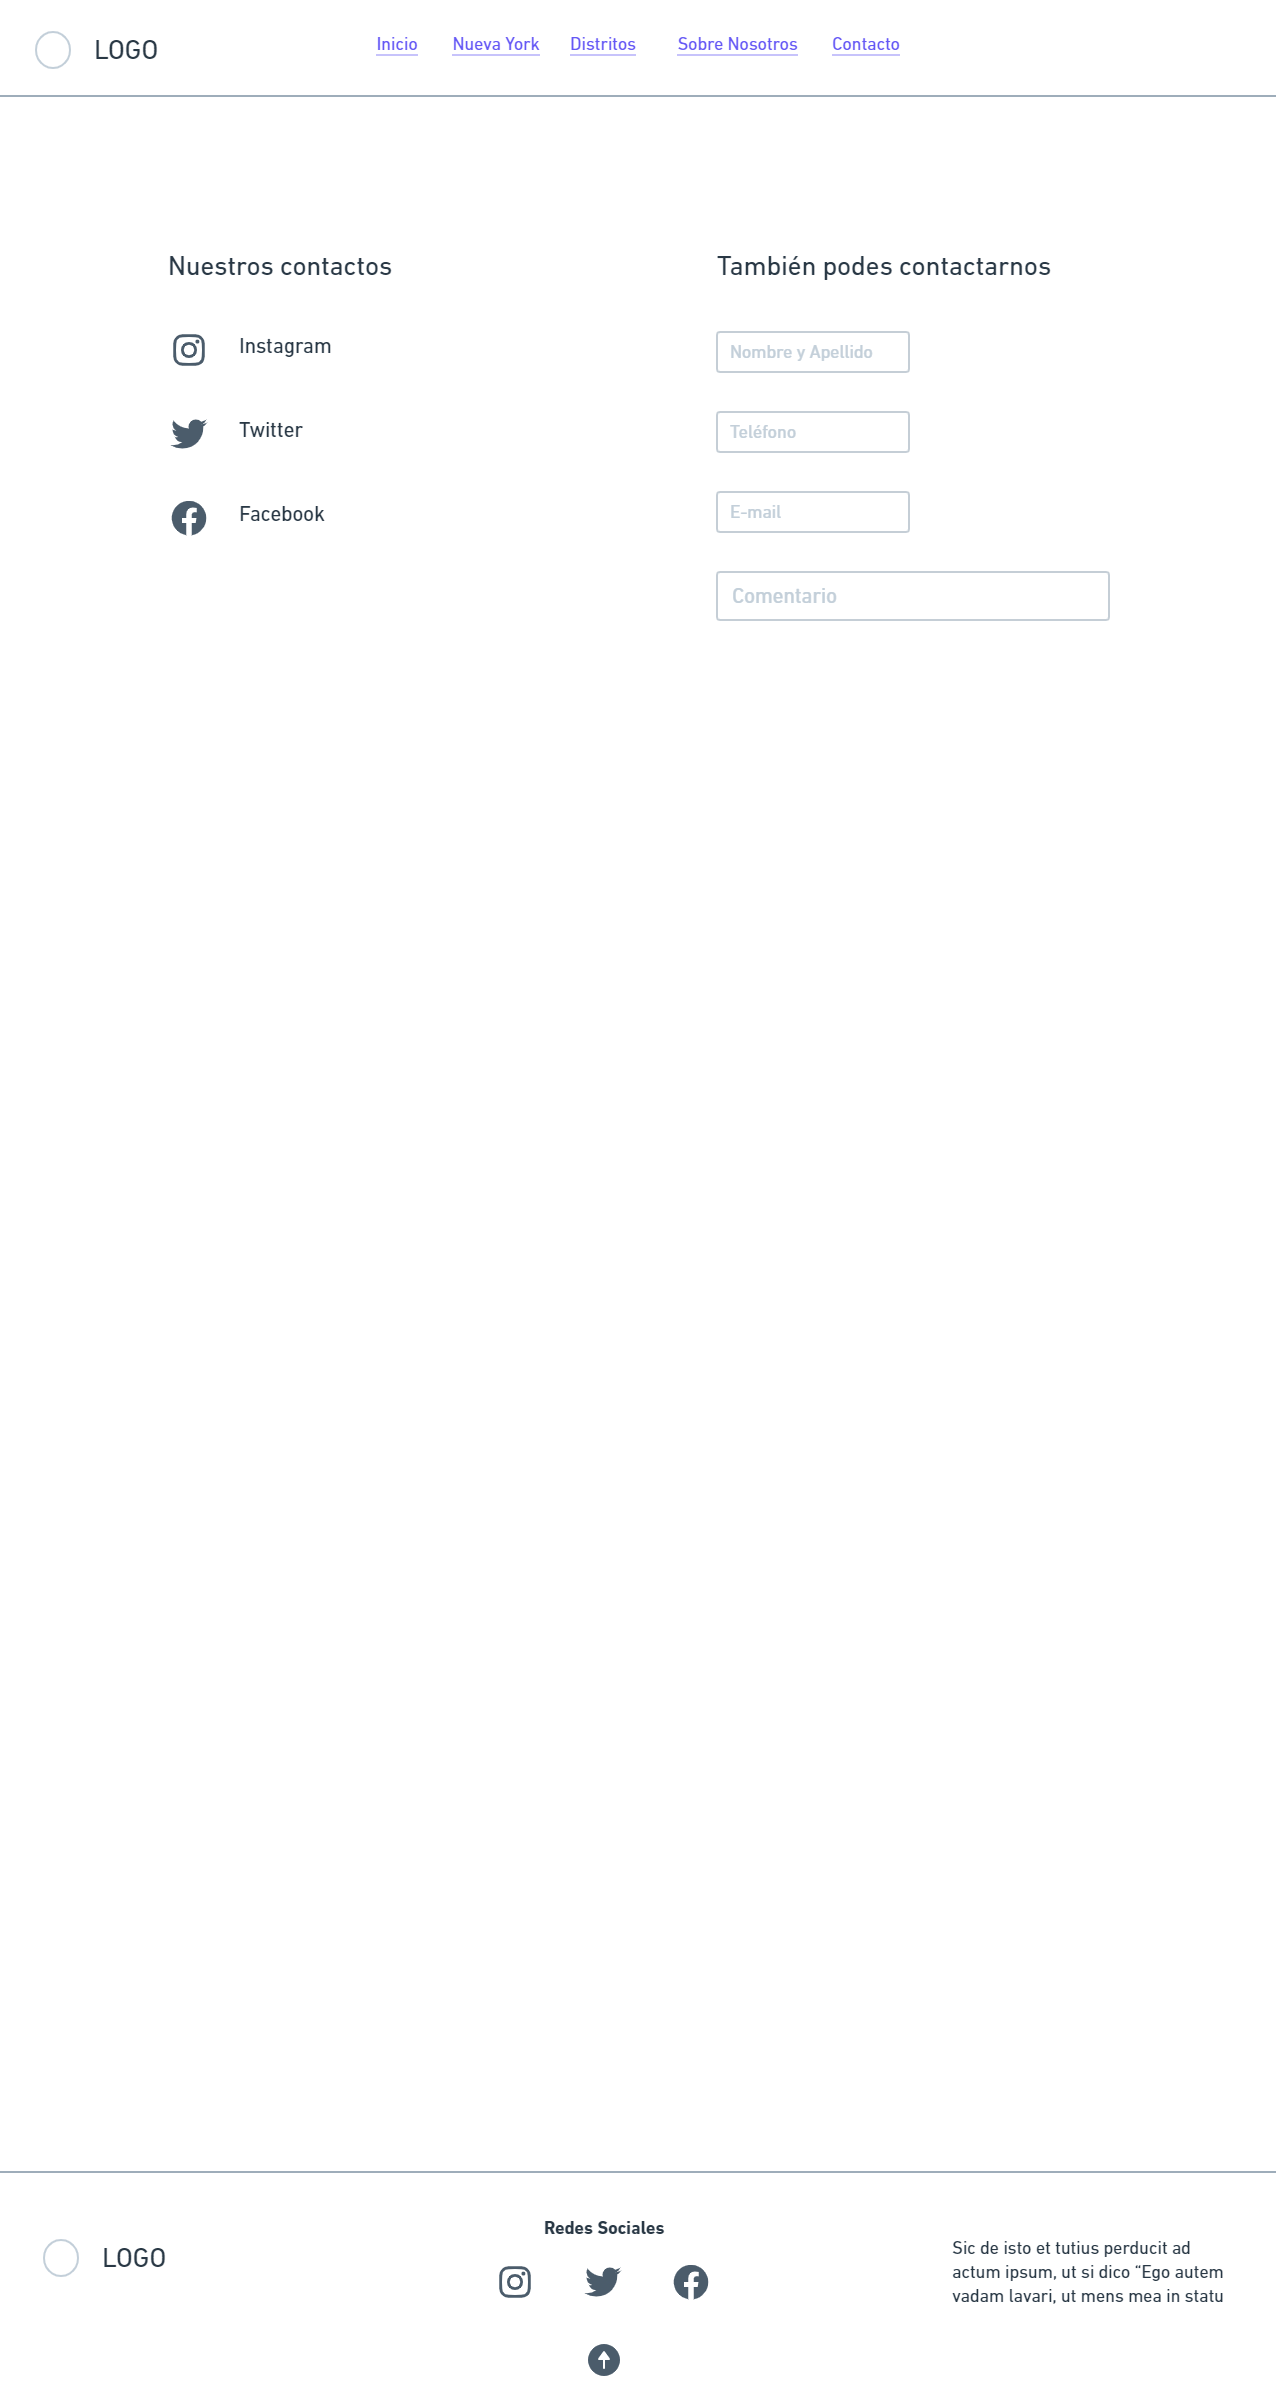 LOGO
Inicio Nueva York Distritos Sobre Nosotros Contacto
Nuestros contactos
Instagram
Twitter
Facebook
También podes contactarnos
Nombre y Apellido
Teléfono
E-mail
Comentario
LOGO
Redes Sociales
Sic de isto et tutius perducit ad
actum ipsum, ut si dico “Ego autem
vadam lavari, ut mens mea in statu